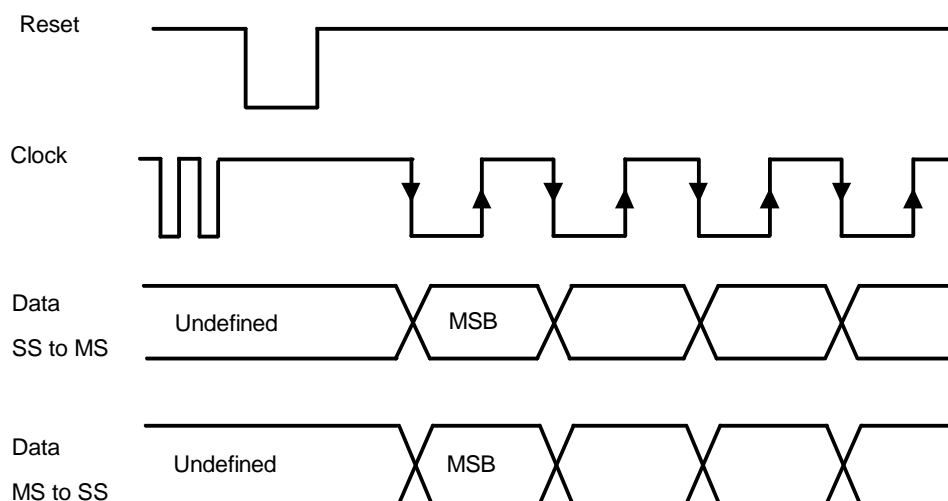 Reset
Clock
Data
SS to MS
Undefined
MSB
Data
MS to SS
Undefined
MSB